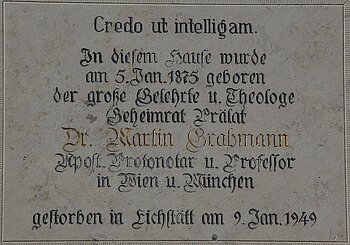 Credo ut intelligam.
In diesem Hause wurde
am 5. Jan. 1875 geboren
der große Gelehrte u. Theologe
Geheimrat Prälat
Dr. Martin Grabmann
Apost. Protonotar u. Professor
in Wien u. München
gestorben in Eichstätt am 9. Jan. 1949